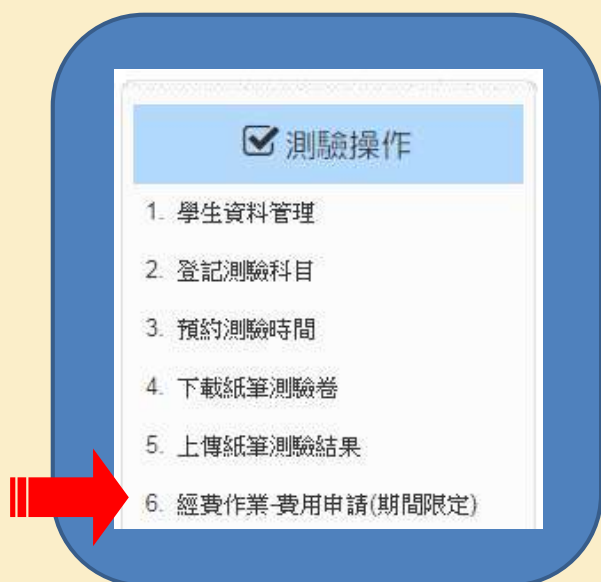 測驗操作
1. 學生資料管理
2. 登記測驗科目
3. 預約測驗時間
4. 下載紙筆測驗卷
5. 上傳紙筆測驗結果
6. 經費作業-費用申請(期間限定)